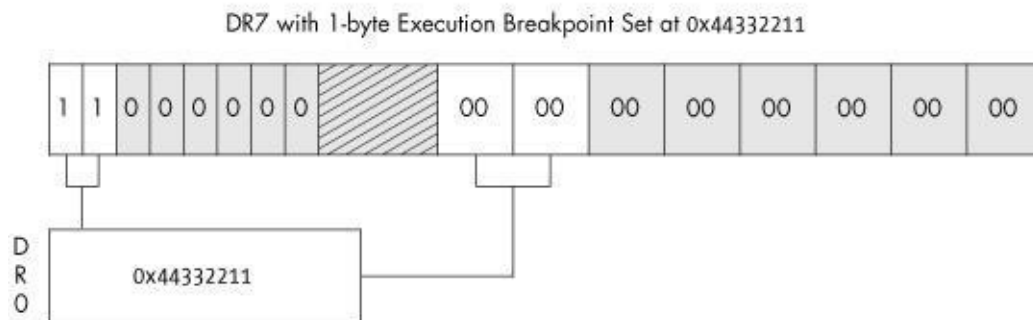 DR7 with 1-byte Execution Breakpoint Set at 0x44332211
1 1 0 0 0 0 0 0 00 00 00 00 00 00 00 00
D
R
0
0x44332211